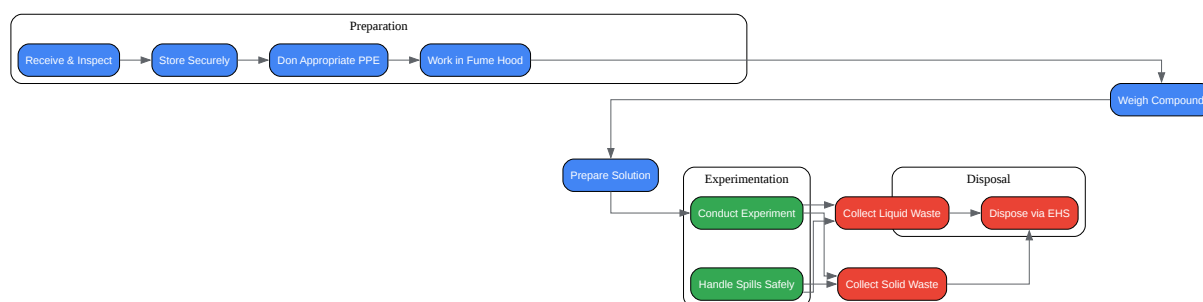 Preparation
Receive & Inspect
Store Securely
Don Appropriate PPE
Work in Fume Hood
Weigh Compound
Prepare Solution
Experimentation
Disposal
Conduct Experiment
Collect Liquid Waste
Dispose via EHS
Handle Spills Safely
Collect Solid Waste